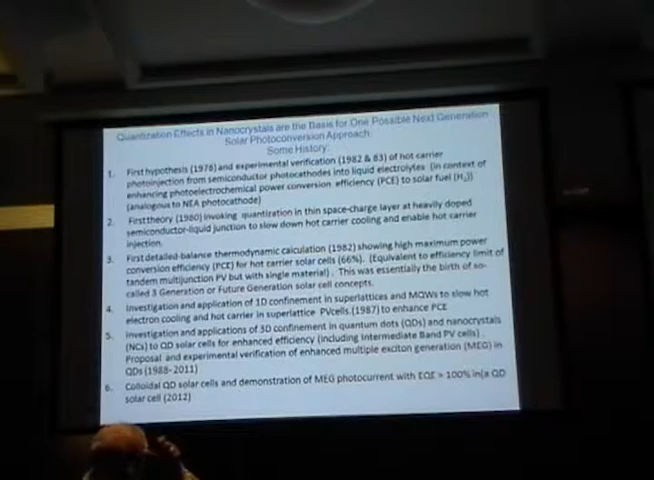 Quantization Effects in Nanocrystals are the Basis for One Possible Next Generation
Solar Photoconversion Approach:
Some History:
1. First hypothesis (1978) and experimental verification (1982 & 83) of hot carrier
photoinjection from semiconductor photocathodes into liquid electrolytes (in context of
enhancing photoelectrochemical power conversion efficiency (PCE) to solar fuel (H2))
(analogous to NEA photocathode)
2. First theory (1980) invoking quantization in thin space-charge layer at heavily doped
semiconductor-liquid junction to slow down hot carrier cooling and enable hot carrier
injection.
3. First detailed-balance thermodynamic calculation (1982) showing high maximum power
conversion efficiency (PCE) for hot carrier solar cells (66%). (Equivalent to efficiency limit of
tandem multijunction PV but with single material). This was essentially the birth of so-
called 3 Generation or Future Generation solar cell concepts.
4. Investigation and application of 1D confinement in superlattices and MQWs to slow hot
electron cooling and hot carrier in superlattice PVcells.(1987) to enhance PCE
5. Investigation and applications of 3D confinement in quantum dots (QDs) and nanocrystals
(NCs) to QD solar cells for enhanced efficiency (including Intermediate Band PV cells) .
Proposal and experimental verification of enhanced multiple exciton generation (MEG) in
QDs (1988-2011)
6. Colloidal QD solar cells and demonstration of MEG photocurrent with EQE > 100% in(a QD
solar cell (2012)